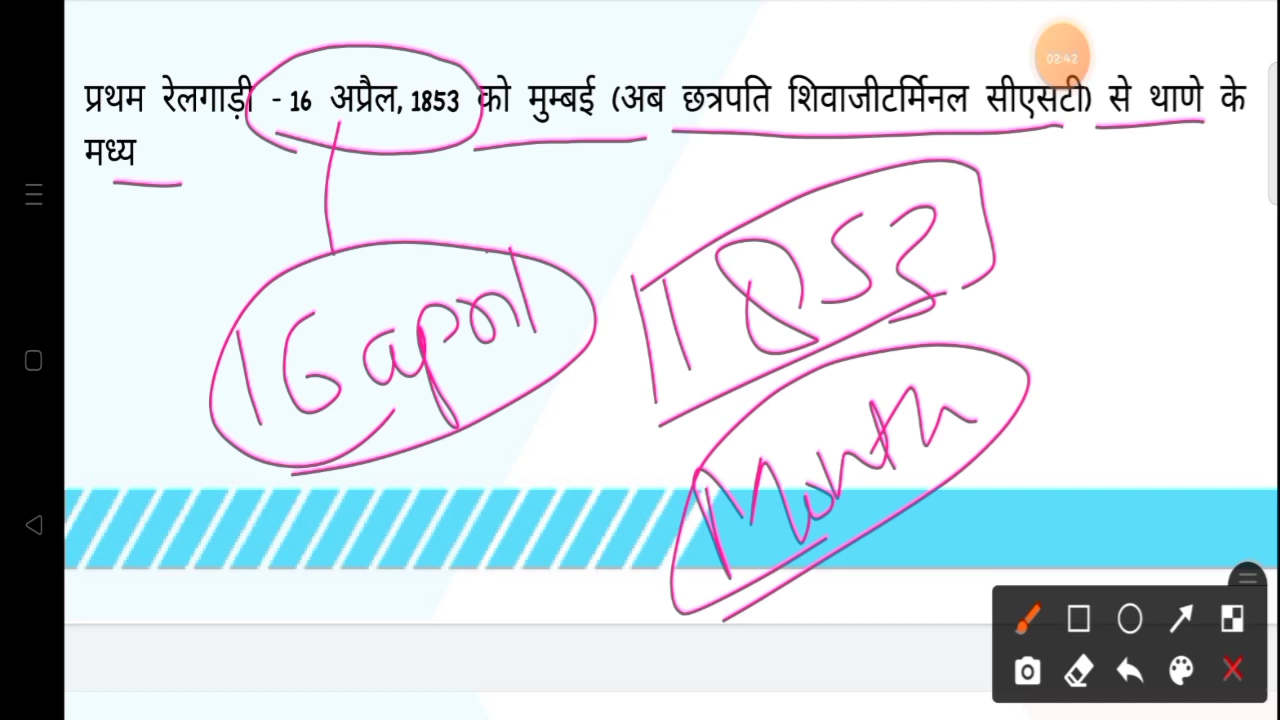 02:42
प्रथम रेलगाड़ी - 16 अप्रैल, 1853 को मुम्बई (अब छत्रपति शिवाजीटर्मिनल सीएसटी) से थाणे के
मध्य
16 april
1853
Month